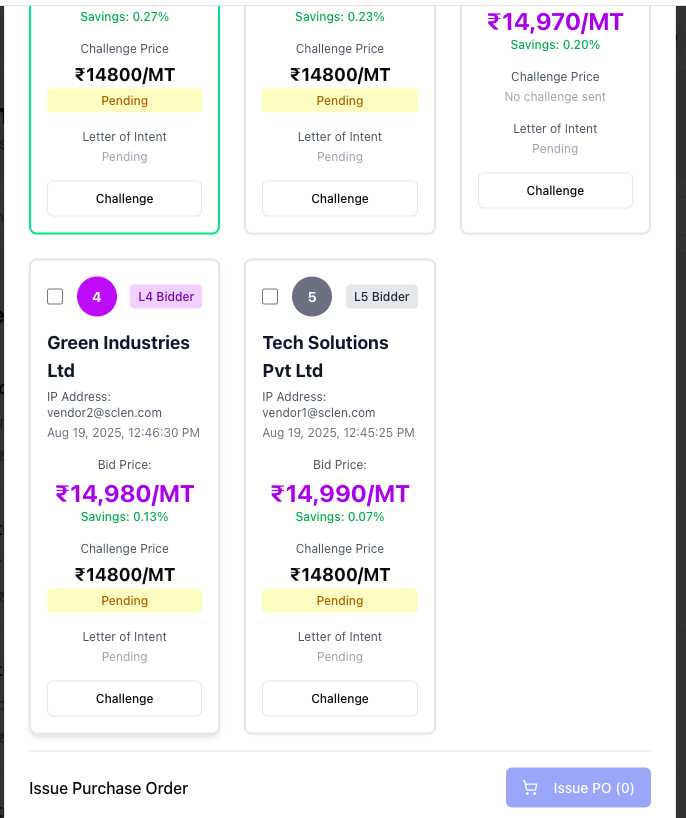 Savings: 0.27%
Challenge Price
₹14800/MT
Pending
Letter of Intent
Pending
Challenge
Savings: 0.23%
Challenge Price
₹14800/MT
Pending
Letter of Intent
Pending
Challenge
₹14,970/MT
Savings: 0.20%
Challenge Price
No challenge sent
Letter of Intent
Pending
Challenge
4
L4 Bidder
Green Industries
Ltd
IP Address:
vendor2@sclen.com
Aug 19, 2025, 12:46:30 PM
Bid Price:
₹14,980/MT
Savings: 0.13%
Challenge Price
₹14800/MT
Pending
Letter of Intent
Pending
Challenge
5
L5 Bidder
Tech Solutions
Pvt Ltd
IP Address:
vendor1@sclen.com
Aug 19, 2025, 12:45:25 PM
Bid Price:
₹14,990/MT
Savings: 0.07%
Challenge Price
₹14800/MT
Pending
Letter of Intent
Pending
Challenge
Issue Purchase Order
Issue PO (0)